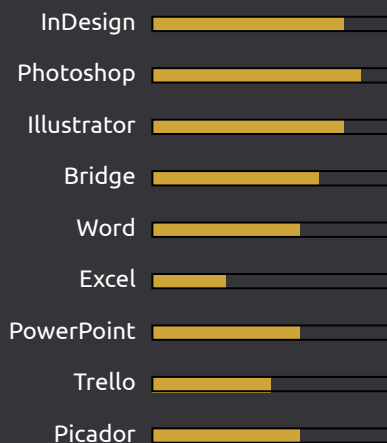 InDesign
Photoshop
Illustrator
Bridge
Word
Excel
PowerPoint
Trello
Picador